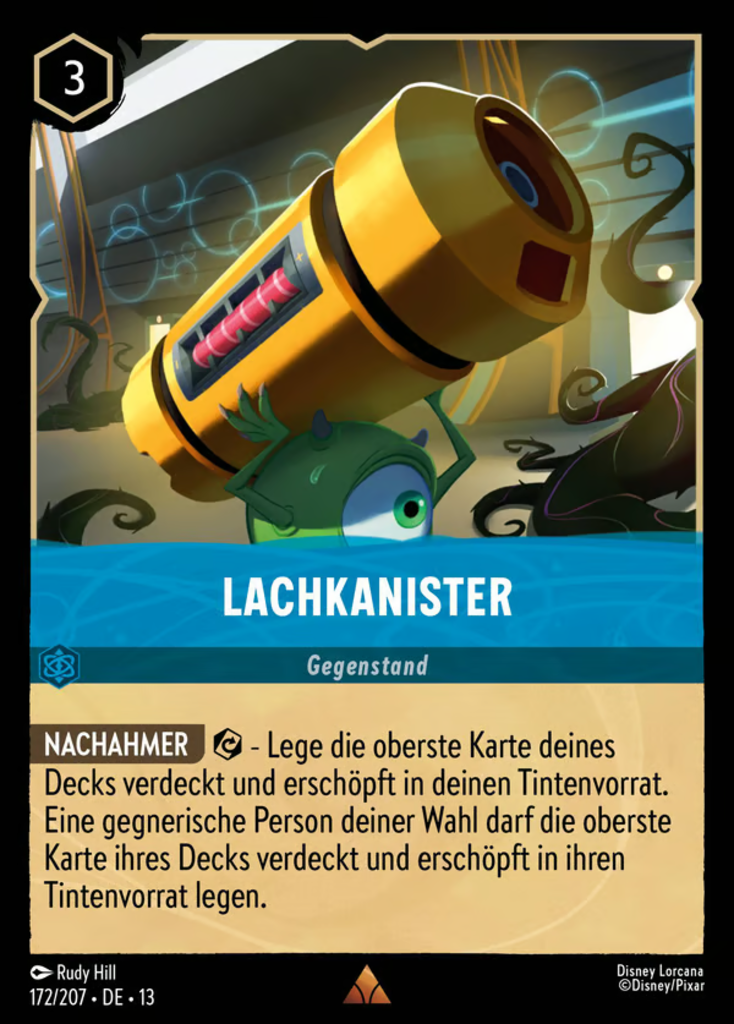 3
LACHKANISTER
Gegenstand
NACHAHMER - Lege die oberste Karte deines
Decks verdeckt und erschöpft in deinen Tintenvorrat.
Eine gegnerische Person deiner Wahl darf die oberste
Karte ihres Decks verdeckt und erschöpft in ihren
Tintenvorrat legen.
Rudy Hill
Disney Lorcana
172/207 • DE • 13
©Disney/Pixar